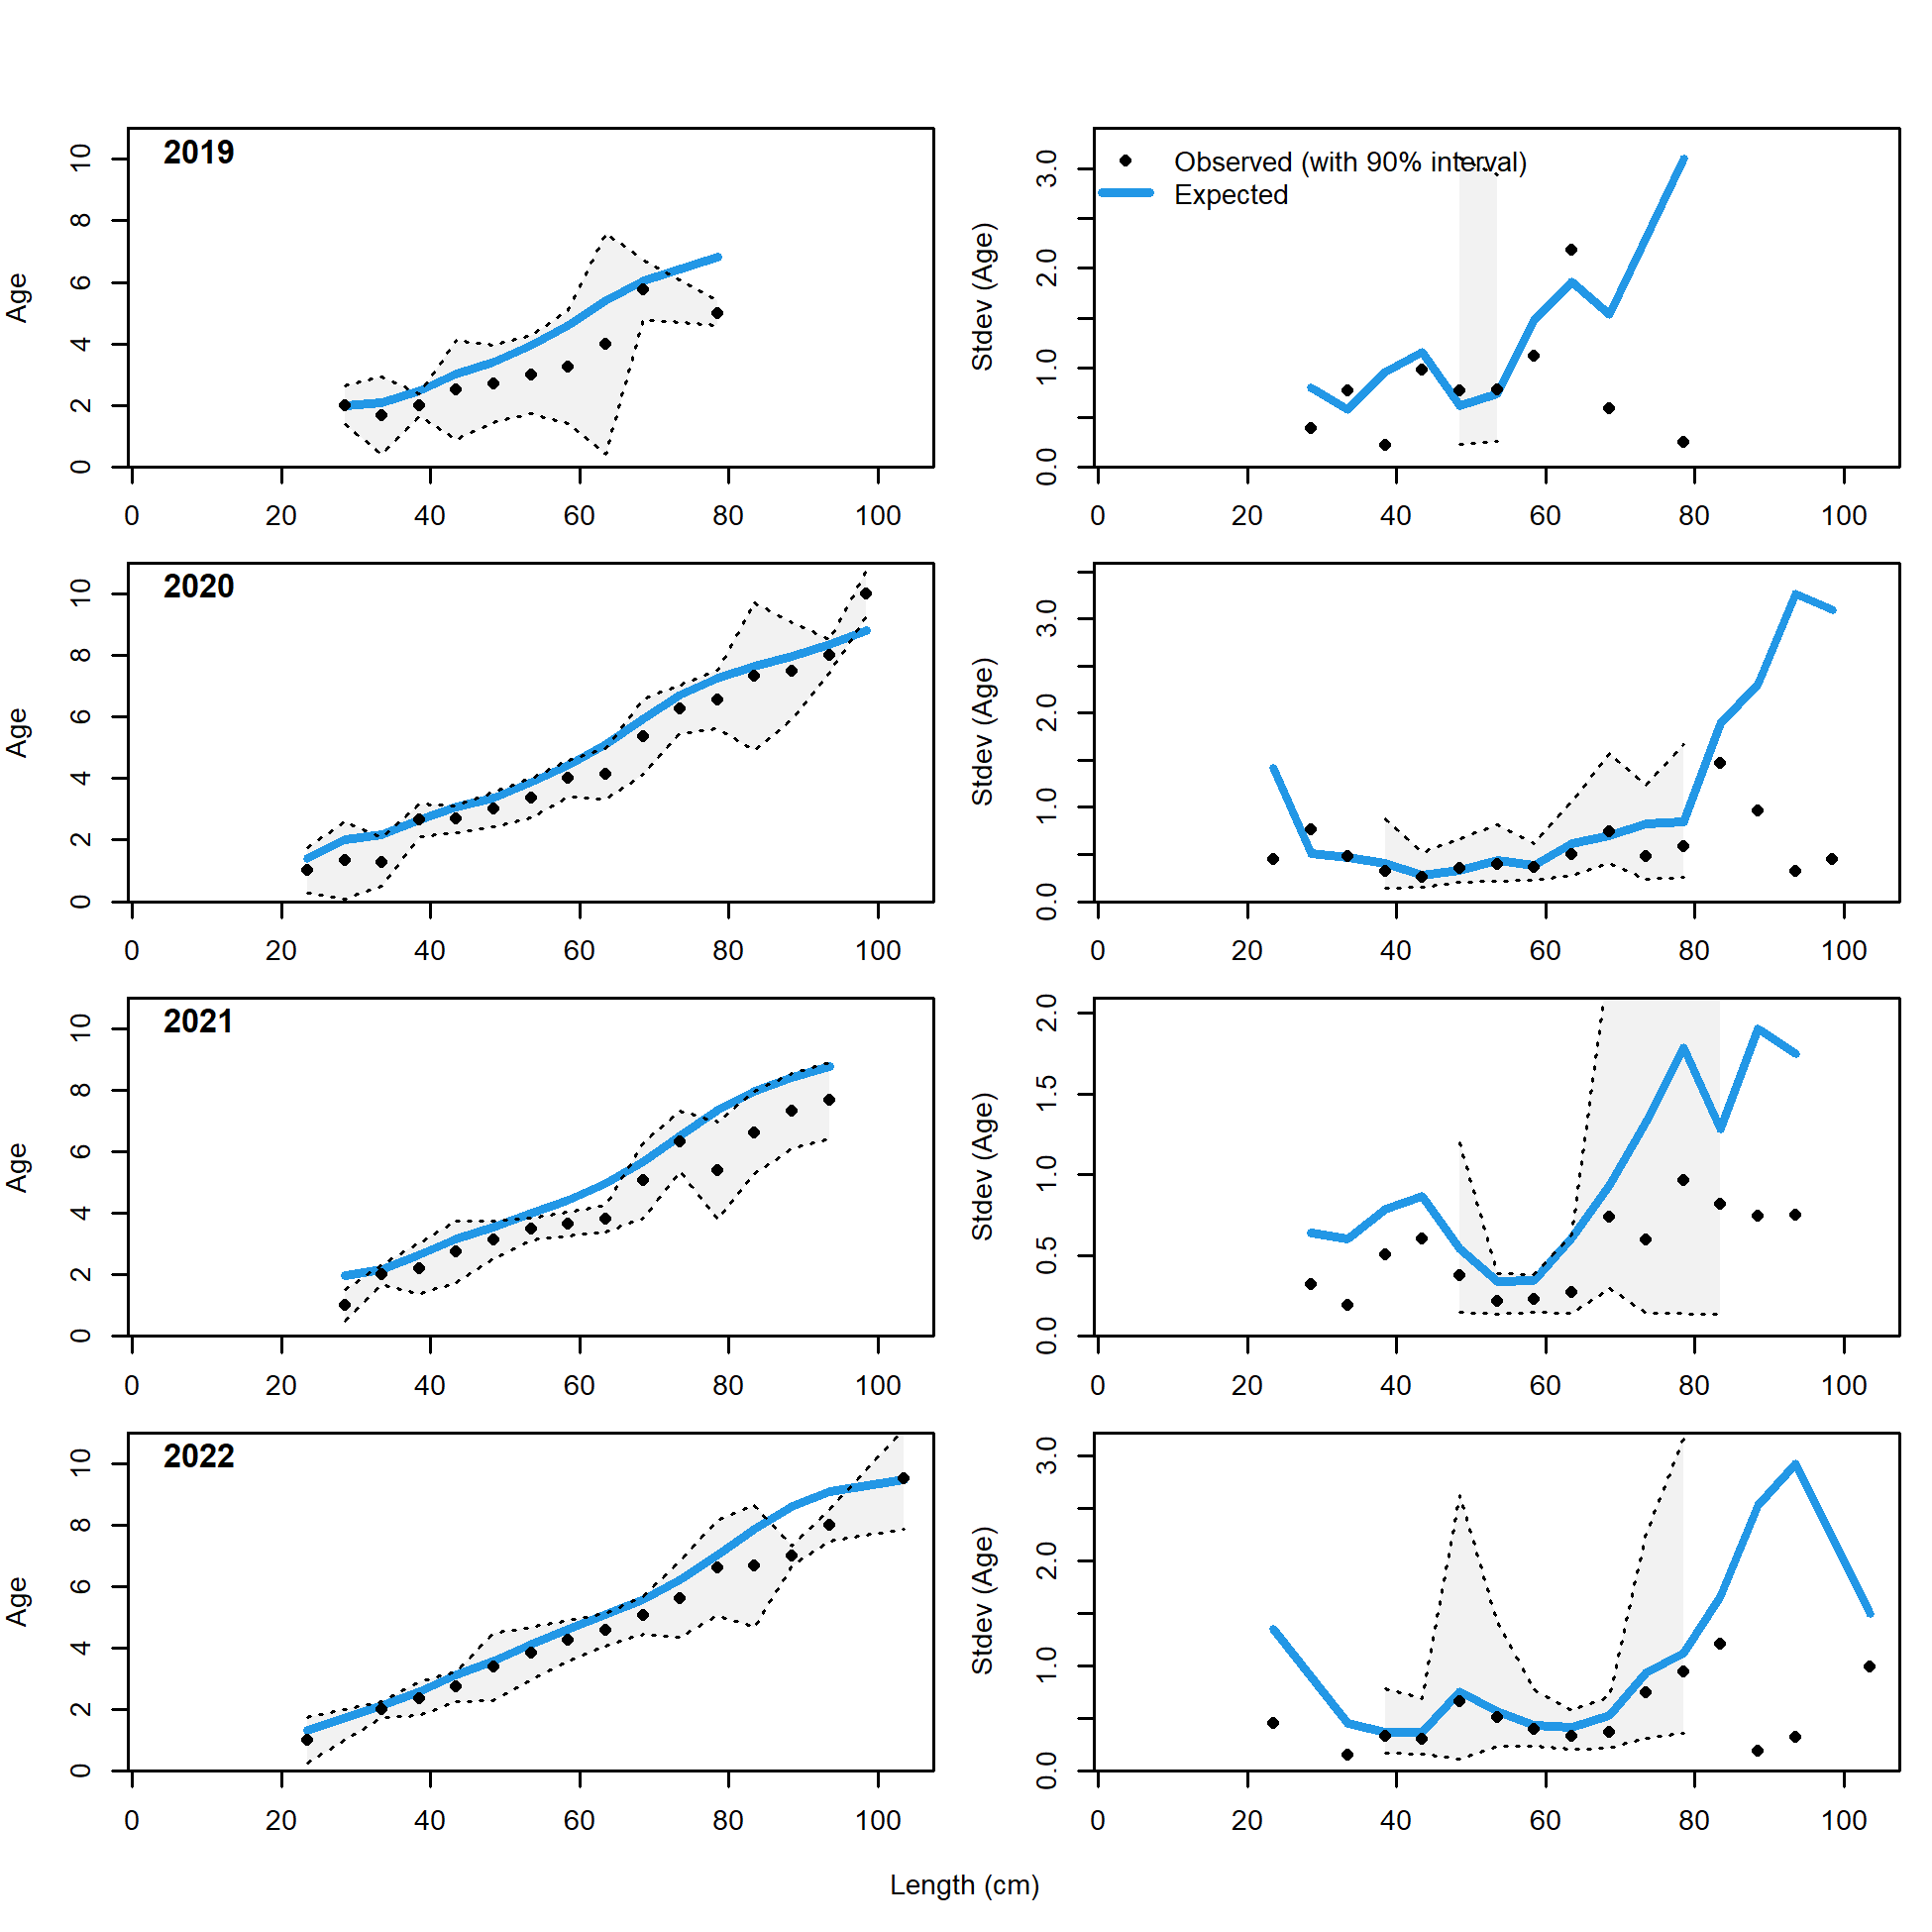 2019
Age
0 2 4 6 8 10
0 20 40 60 80 100
Observed (with 90% interval)
Expected
Stdev (Age)
0.0 1.0 2.0 3.0
0 20 40 60 80 100
2020
Age
0 2 4 6 8 10
0 20 40 60 80 100
Stdev (Age)
0.0 1.0 2.0 3.0
0 20 40 60 80 100
2021
Age
0 2 4 6 8 10
0 20 40 60 80 100
Stdev (Age)
0.0 0.5 1.0 1.5 2.0
0 20 40 60 80 100
2022
Age
0 2 4 6 8 10
0 20 40 60 80 100
Stdev (Age)
0.0 1.0 2.0 3.0
0 20 40 60 80 100
Length (cm)